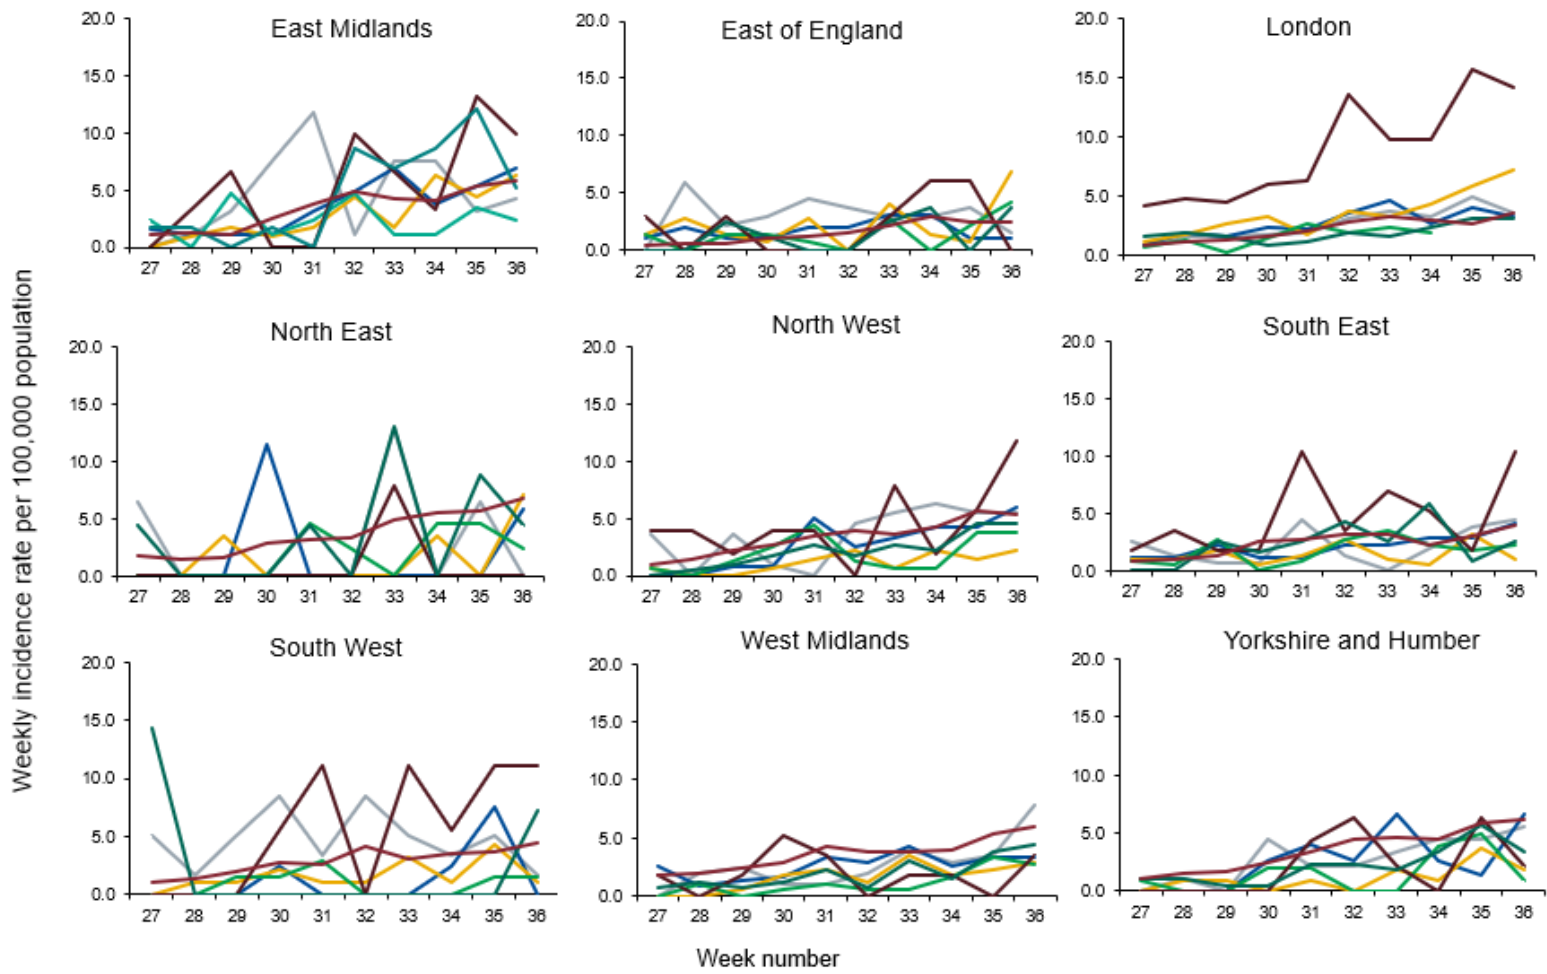 Weekly incidence rate per 100,000 population
East Midlands
20.0
15.0
10.0
5.0
0.0
27 28 29 30 31 32 33 34 35 36
East of England
20.0
15.0
10.0
5.0
0.0
27 28 29 30 31 32 33 34 35 36
London
20.0
15.0
10.0
5.0
0.0
27 28 29 30 31 32 33 34 35 36
North East
20.0
15.0
10.0
5.0
0.0
27 28 29 30 31 32 33 34 35 36
North West
20.0
15.0
10.0
5.0
0.0
27 28 29 30 31 32 33 34 35 36
South East
20.0
15.0
10.0
5.0
0.0
27 28 29 30 31 32 33 34 35 36
South West
20.0
15.0
10.0
5.0
0.0
27 28 29 30 31 32 33 34 35 36
West Midlands
20.0
15.0
10.0
5.0
0.0
27 28 29 30 31 32 33 34 35 36
Yorkshire and Humber
20.0
15.0
10.0
5.0
0.0
27 28 29 30 31 32 33 34 35 36
Week number